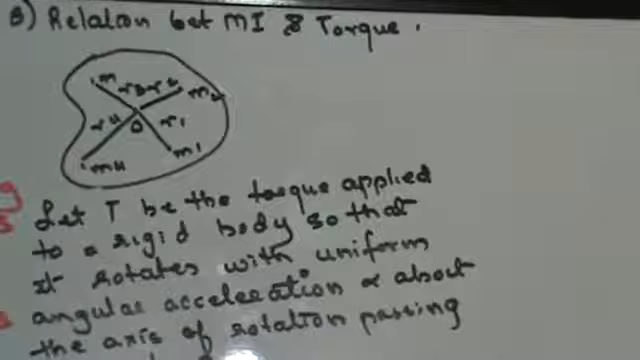 8) Relation bet MI & Torque.
m r3 r2 m2
r4 O r1
m4 m1
Let T be the torque applied
to a rigid body so that
It rotates with uniform
angular acceleration α about
the axis of rotation passing